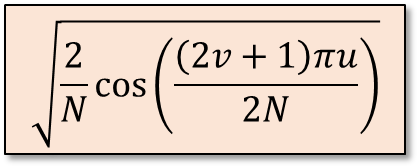 √(2/N cos((2v + 1)πu / 2N))